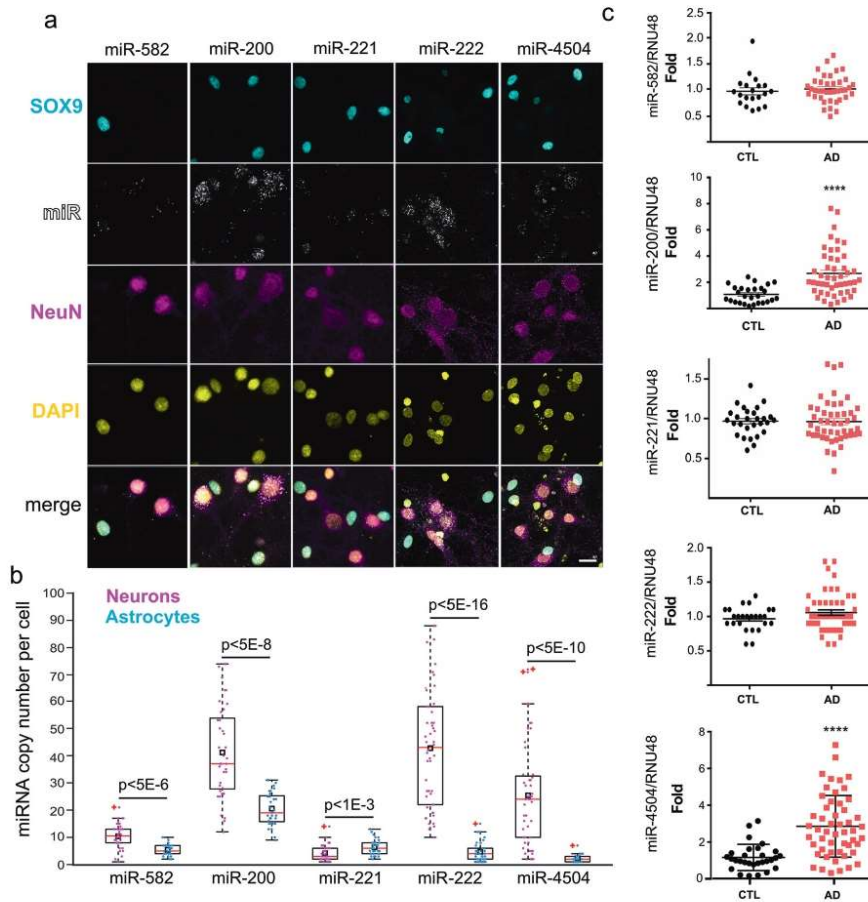 a
miR-582 miR-200 miR-221 miR-222 miR-4504
SOX9
miR
NeuN
DAPI
merge
b
Neurons
Astrocytes
miRNA copy number per cell
100
90
80
70
60
50
40
30
20
10
0
p<5E-6
p<5E-8
p<1E-3
p<5E-16
p<5E-10
miR-582 miR-200 miR-221 miR-222 miR-4504
c
miR-582/RNU48
Fold
2.5
2.0
1.5
1.0
0.5
CTL AD
miR-200/RNU48
Fold
10
8
6
4
2
****
CTL AD
miR-221/RNU48
Fold
1.5
1.0
0.5
CTL AD
miR-222/RNU48
Fold
2.0
1.5
1.0
0.5
0.0
CTL AD
miR-4504/RNU48
Fold
8
6
4
2
0
****
CTL AD